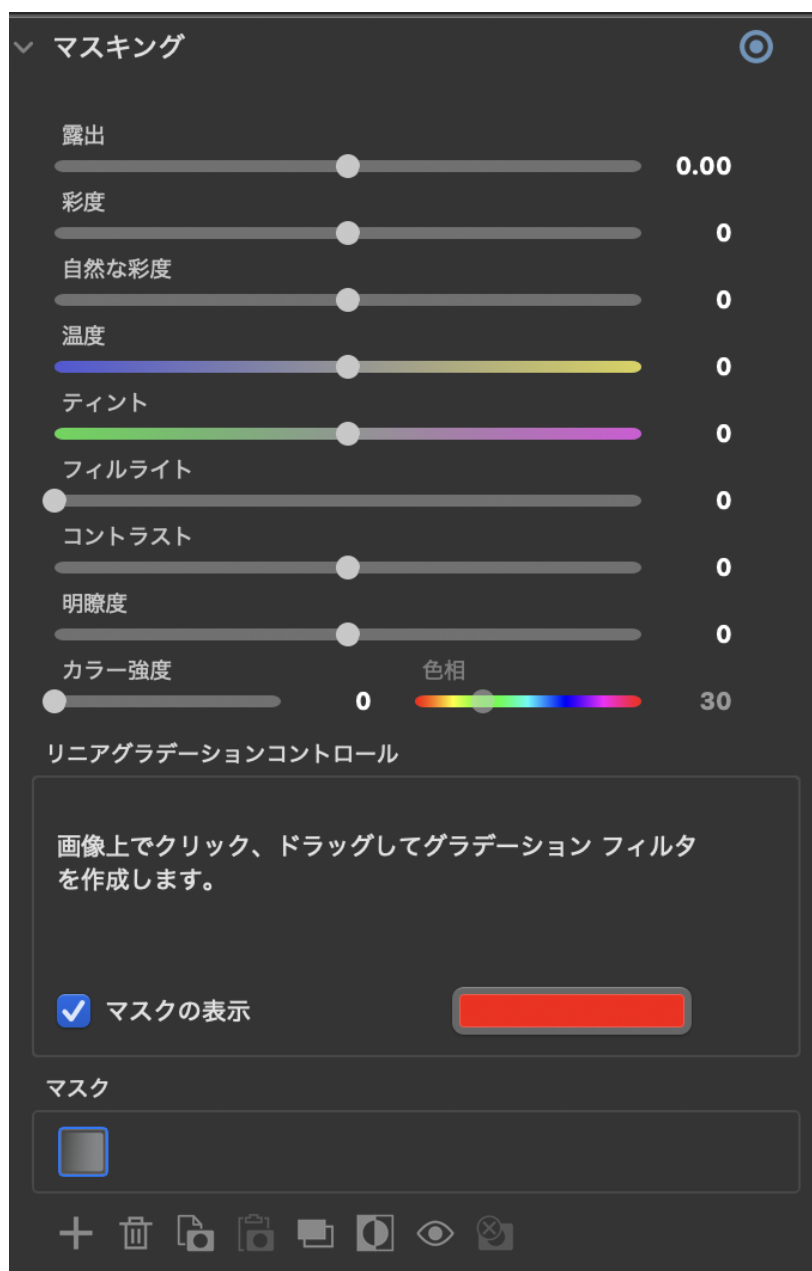 マスキング
露出
0.00
彩度
0
自然な彩度
0
温度
0
ティント
0
フィルライト
0
コントラスト
0
明瞭度
0
カラー強度 色相
0 30
リニアグラデーションコントロール
画像上でクリック、ドラッグしてグラデーション フィルタ
を作成します。
マスクの表示
マスク